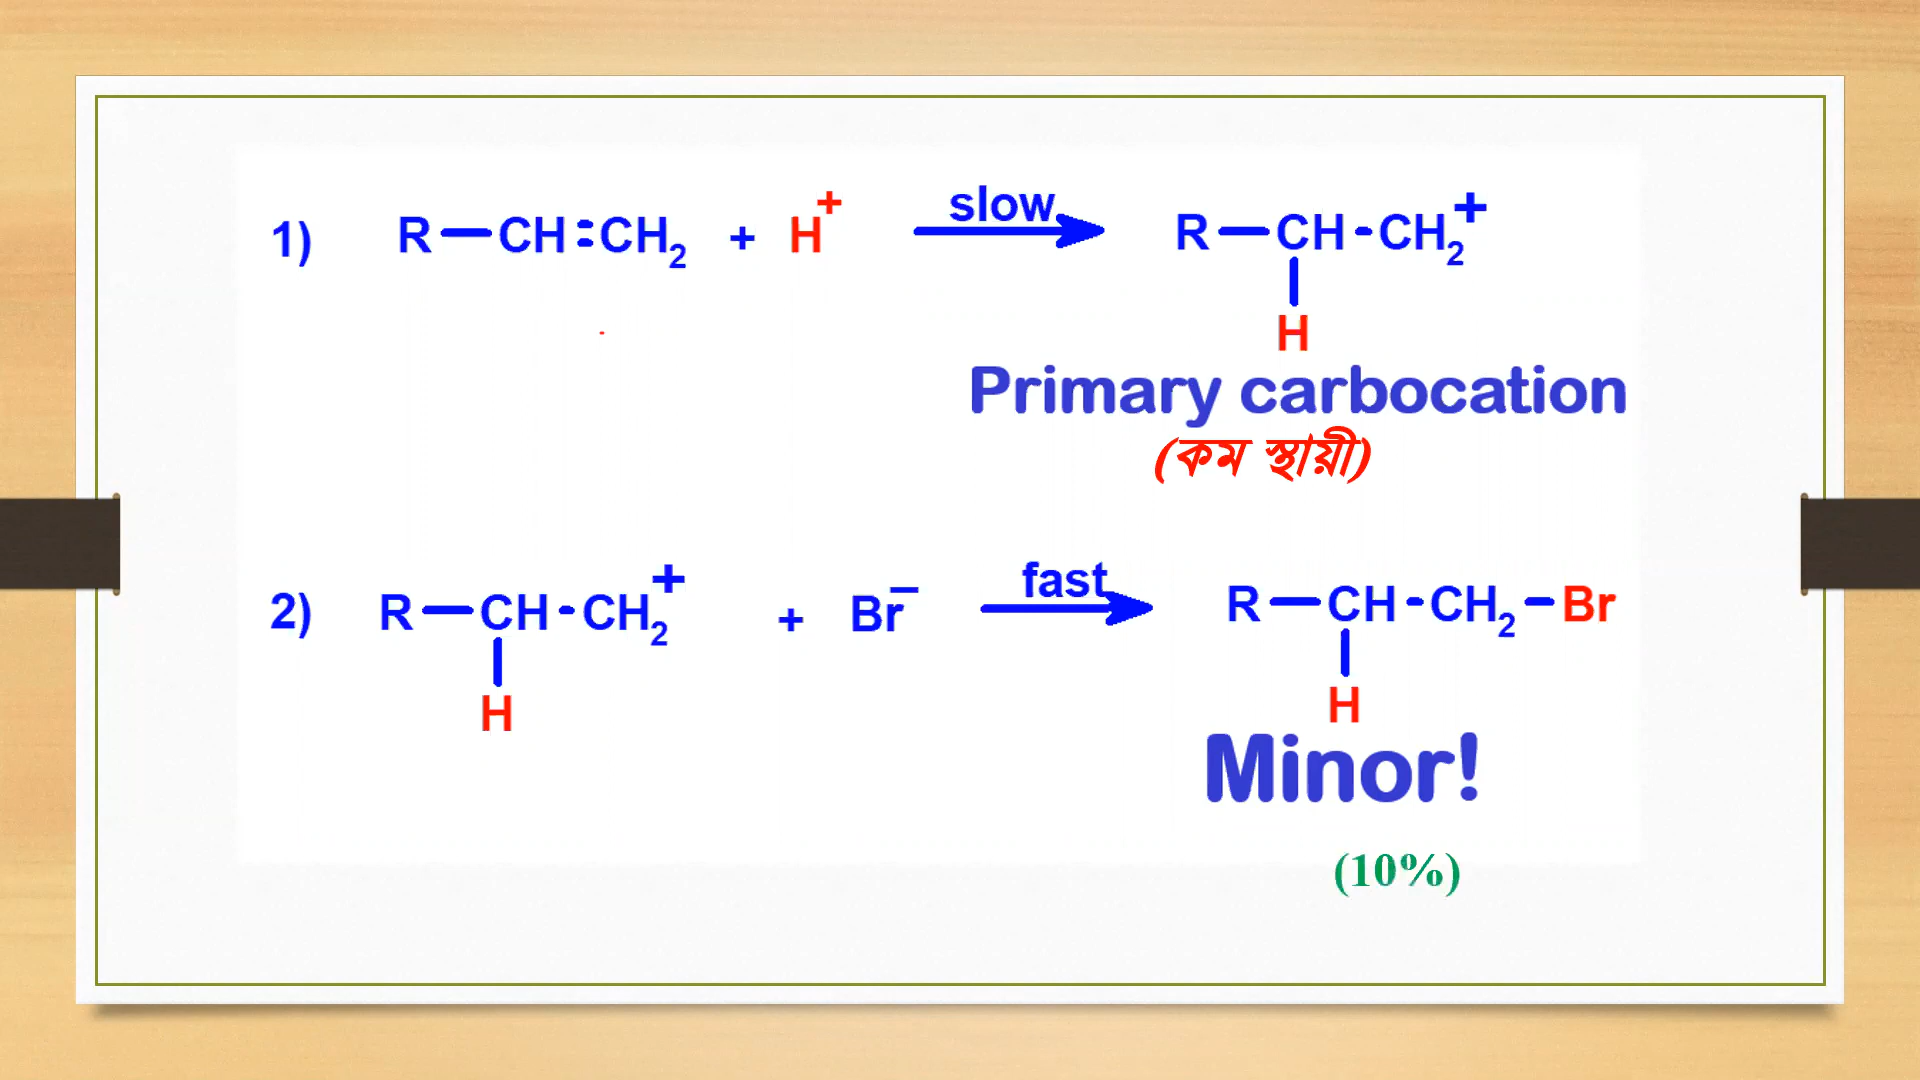 1) R—CH=CH₂ + H⁺ slow R—CH-CH₂⁺
H
Primary carbocation
(কম স্থায়ী)
2) R—CH-CH₂⁺ + Br⁻ fast R—CH-CH₂-Br
H H
Minor!
(10%)